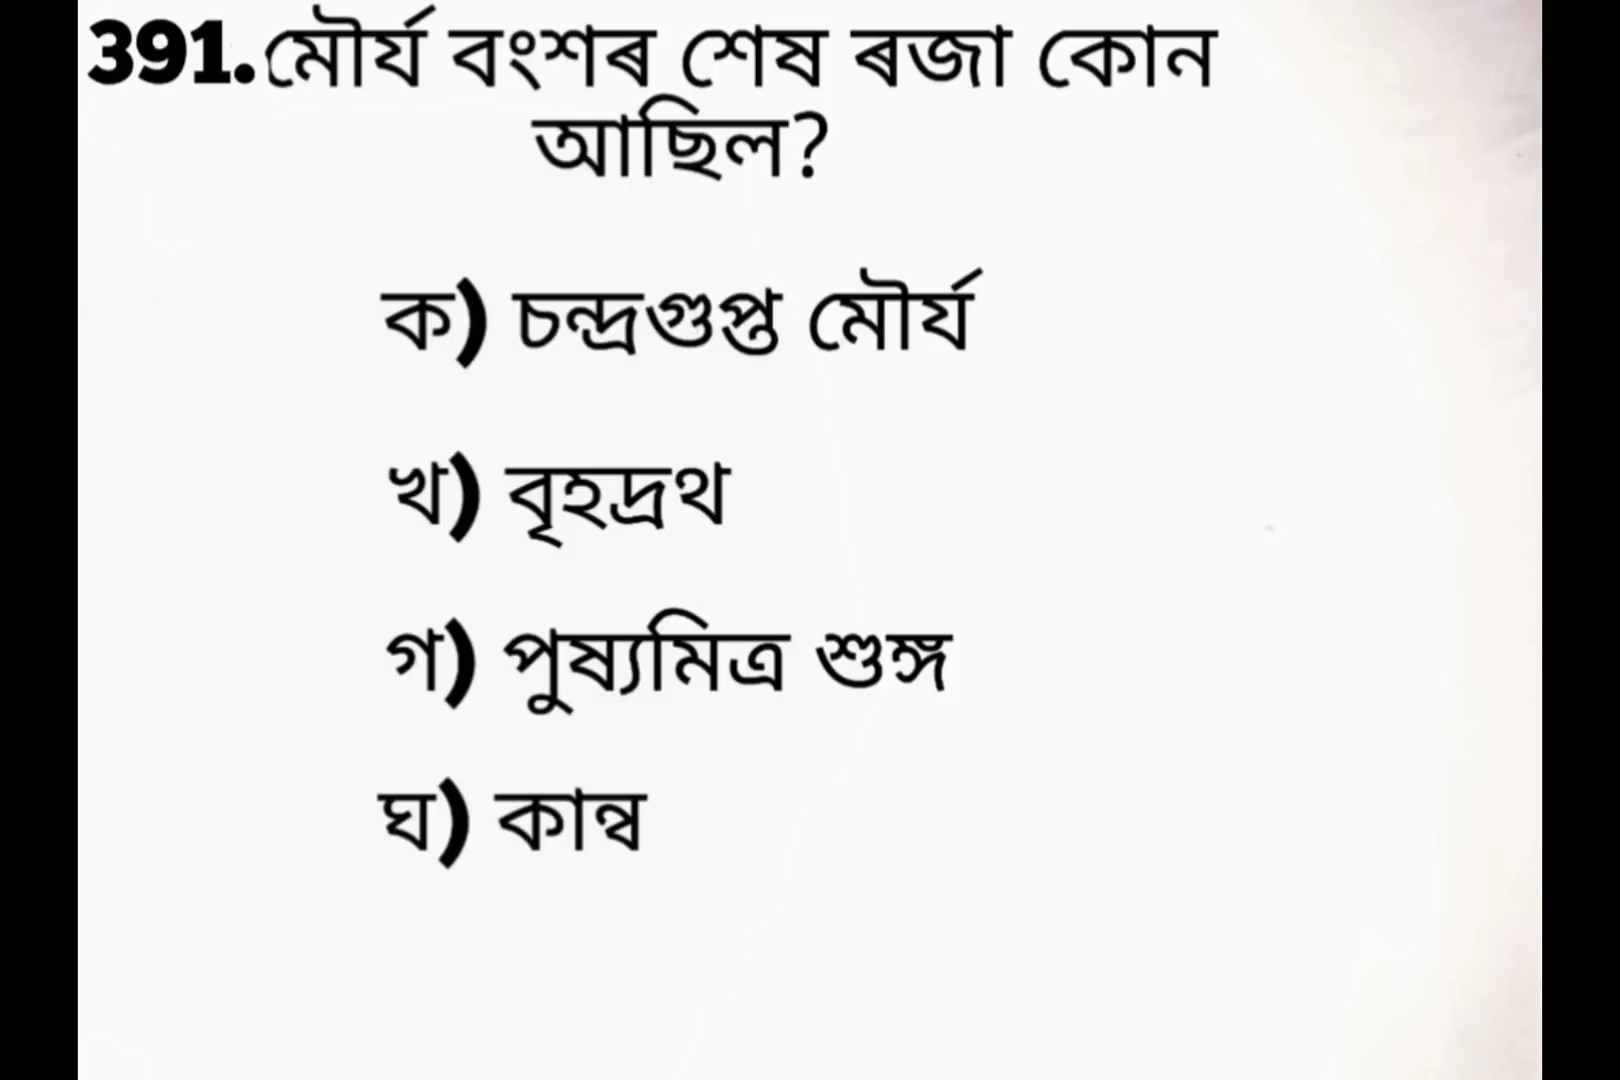 391.মৌৰ্য বংশৰ শেষ ৰজা কোন
আছিল?
ক) চন্দ্ৰগুপ্ত মৌৰ্য
খ) বৃহদ্ৰথ
গ) পুষ্যমিত্ৰ শুঙ্গ
ঘ) কান্ব